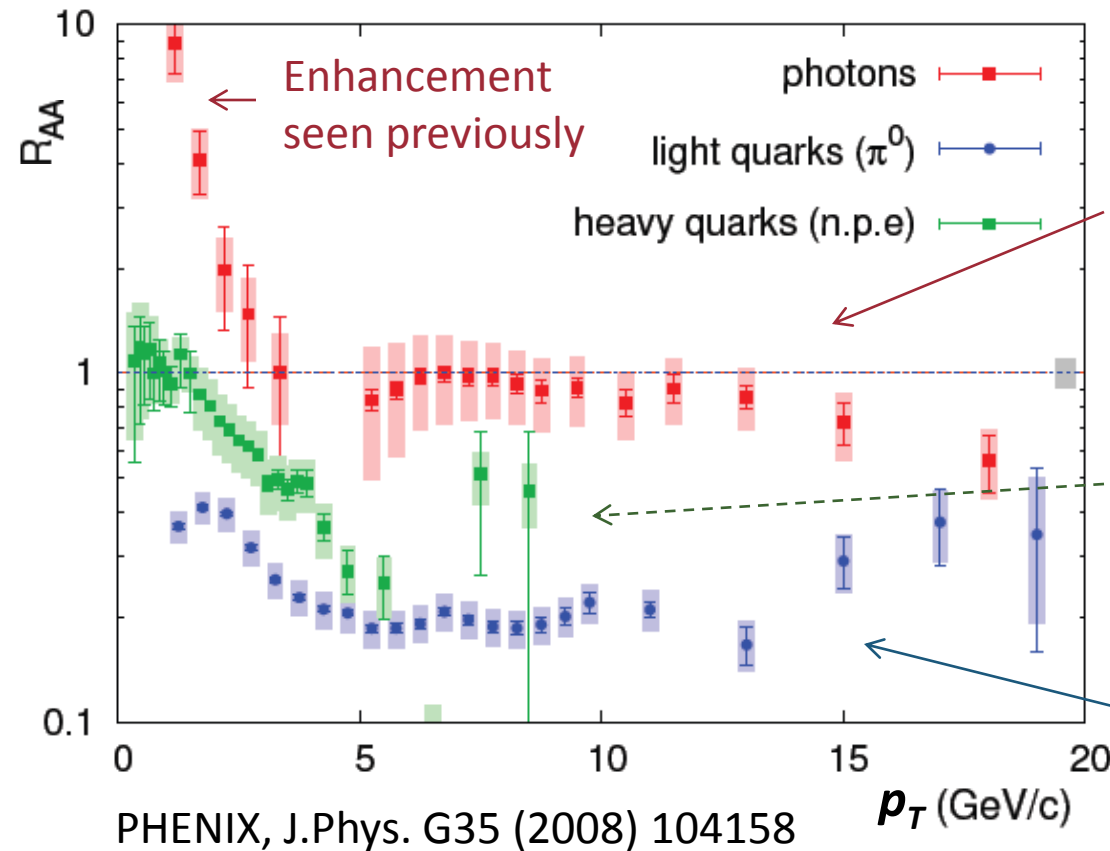 10
Enhancement
seen previously
photons
light quarks (π⁰)
heavy quarks (n.p.e)
R_AA
1
0.1
0 5 10 15 20
p_T (GeV/c)
PHENIX, J.Phys. G35 (2008) 104158